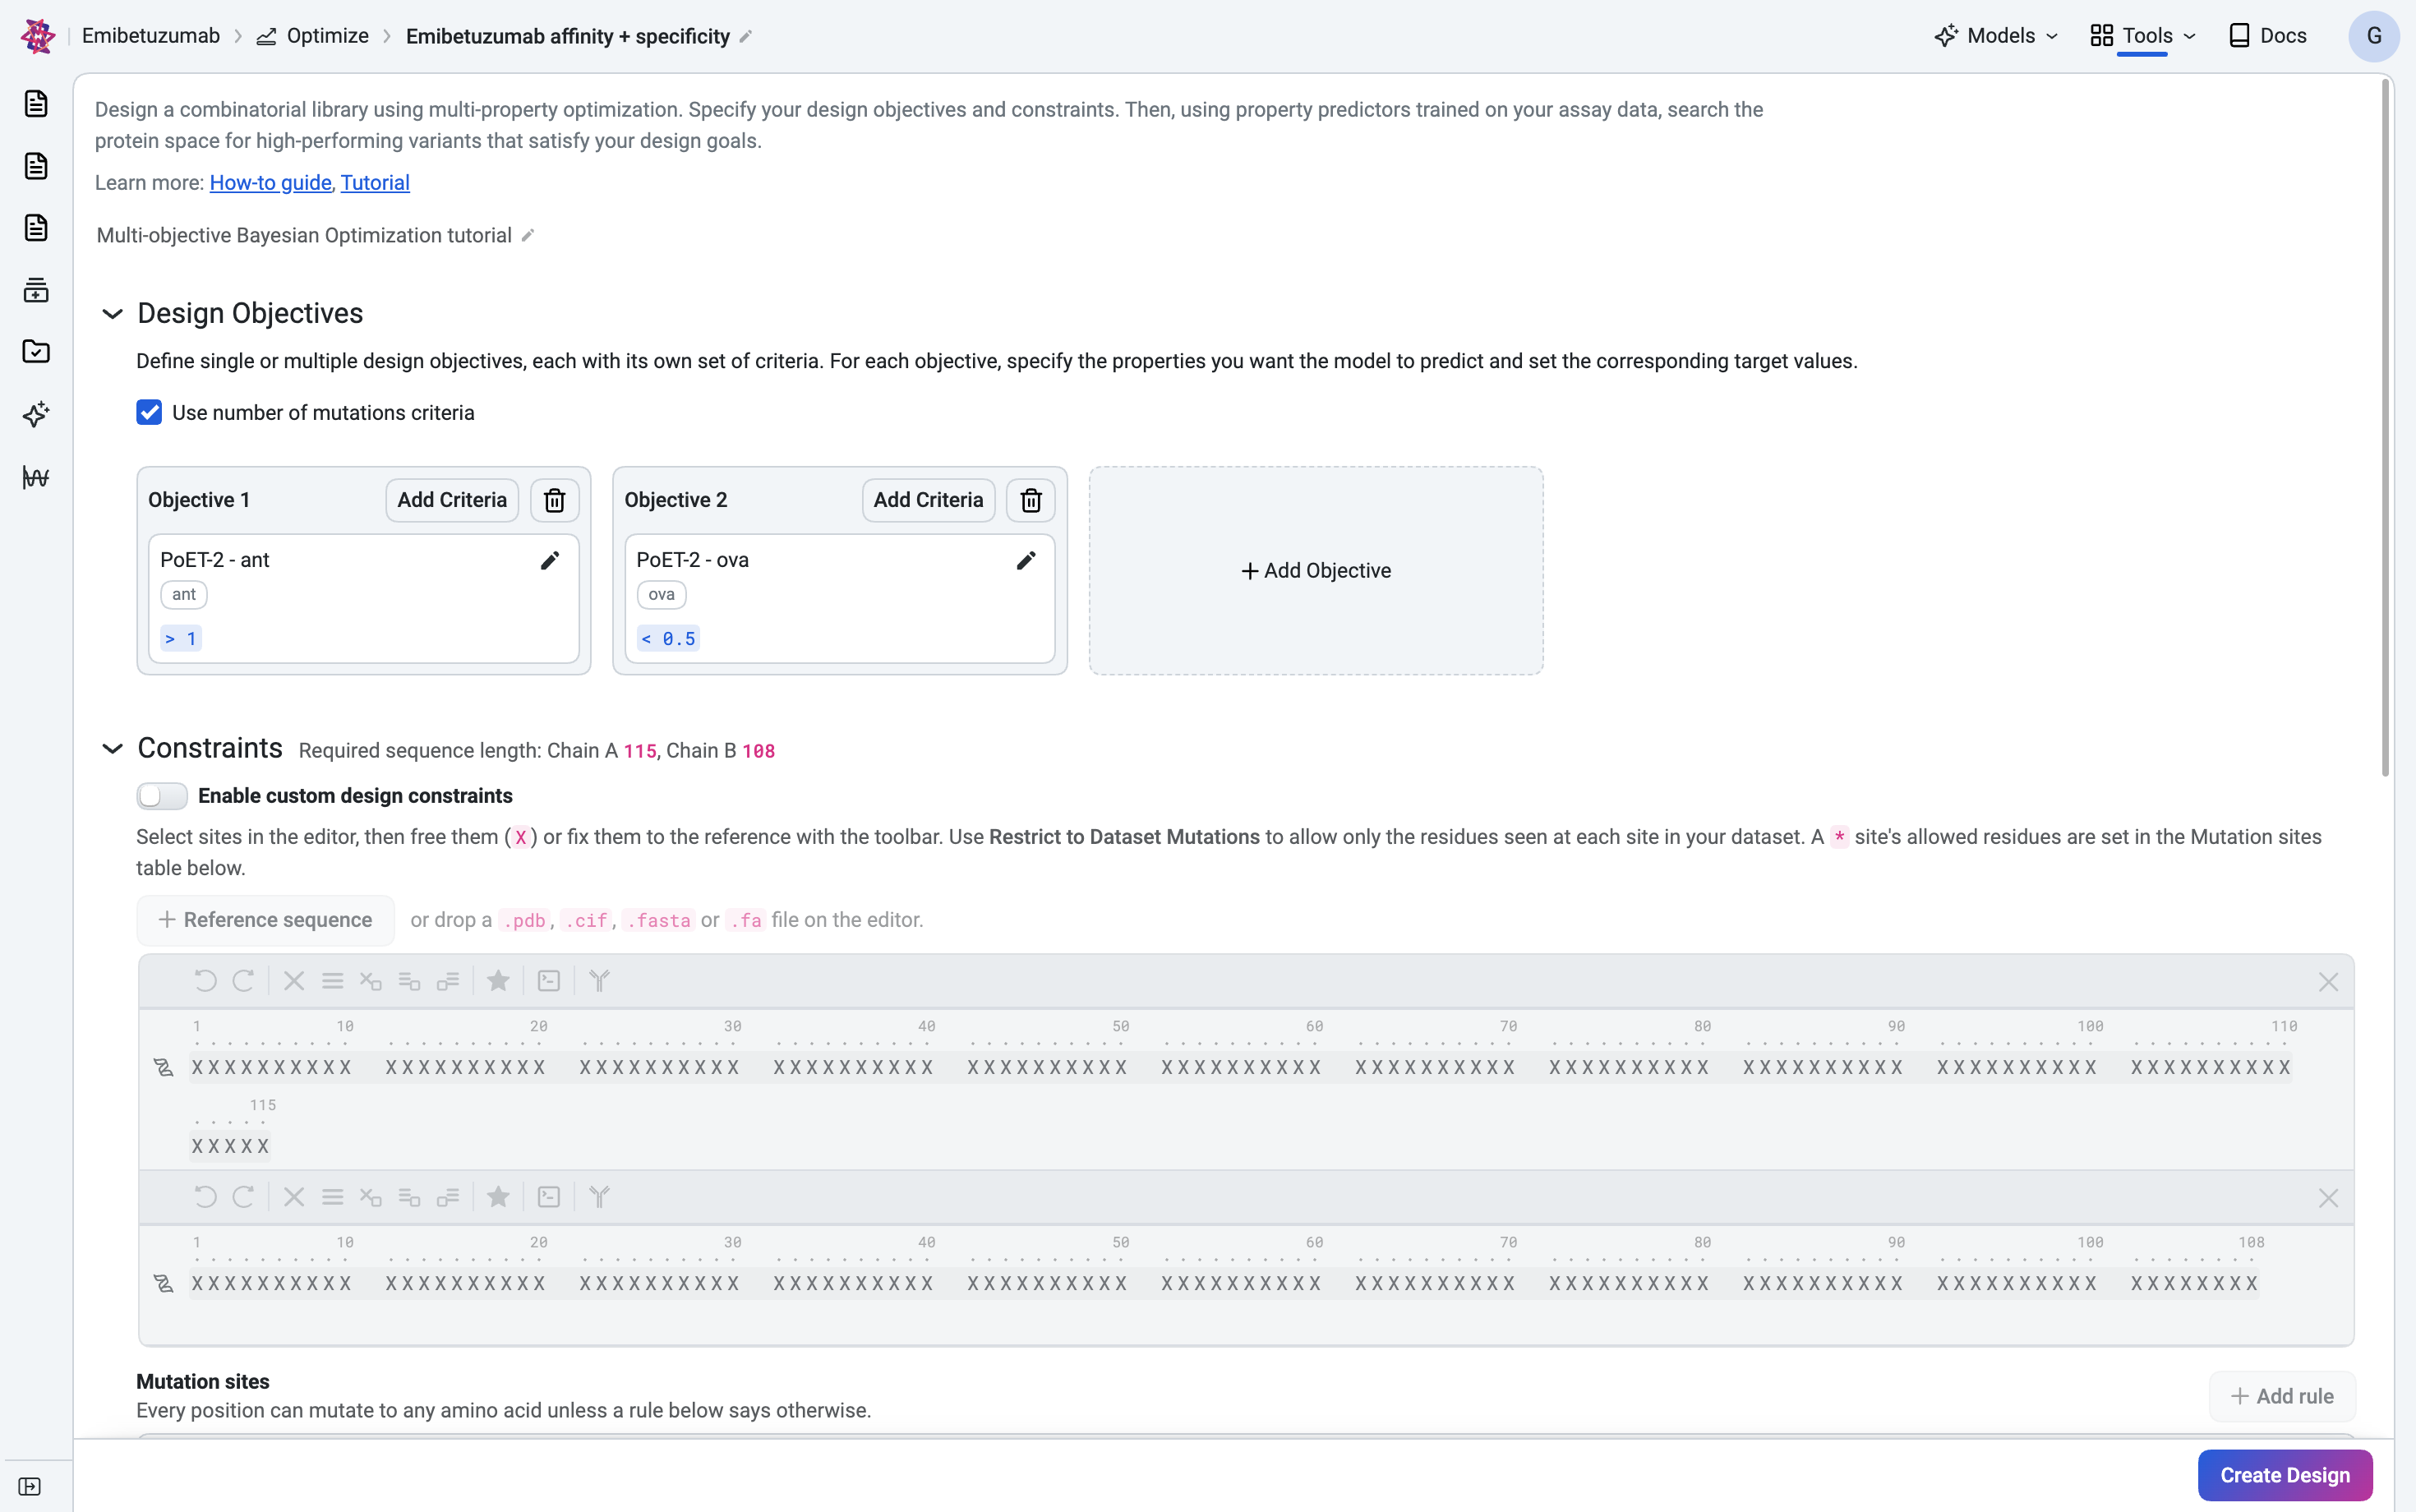 Emibetuzumab > Optimize > Emibetuzumab affinity + specificity
Models Tools Docs G
Design a combinatorial library using multi-property optimization. Specify your design objectives and constraints. Then, using property predictors trained on your assay data, search the
protein space for high-performing variants that satisfy your design goals.
Learn more: How-to guide, Tutorial
Multi-objective Bayesian Optimization tutorial
Design Objectives
Define single or multiple design objectives, each with its own set of criteria. For each objective, specify the properties you want the model to predict and set the corresponding target values.
Use number of mutations criteria
Objective 1 Add Criteria
PoET-2 - ant
ant
> 1
Objective 2 Add Criteria
PoET-2 - ova
ova
< 0.5
+ Add Objective
Constraints Required sequence length: Chain A 115, Chain B 108
Enable custom design constraints
Select sites in the editor, then free them (X) or fix them to the reference with the toolbar. Use Restrict to Dataset Mutations to allow only the residues seen at each site in your dataset. A * site's allowed residues are set in the Mutation sites
table below.
+ Reference sequence or drop a .pdb, .cif, .fasta or .fa file on the editor.
1 10 20 30 40 50 60 70 80 90 100 110
XXXXXXXXXX XXXXXXXXXX XXXXXXXXXX XXXXXXXXXX XXXXXXXXXX XXXXXXXXXX XXXXXXXXXX XXXXXXXXXX XXXXXXXXXX XXXXXXXXXX XXXXXXXXXX
115
XXXXX
1 10 20 30 40 50 60 70 80 90 100 108
XXXXXXXXXX XXXXXXXXXX XXXXXXXXXX XXXXXXXXXX XXXXXXXXXX XXXXXXXXXX XXXXXXXXXX XXXXXXXXXX XXXXXXXXXX XXXXXXXXXX XXXXXXXX
Mutation sites
Every position can mutate to any amino acid unless a rule below says otherwise.
+ Add rule
Create Design